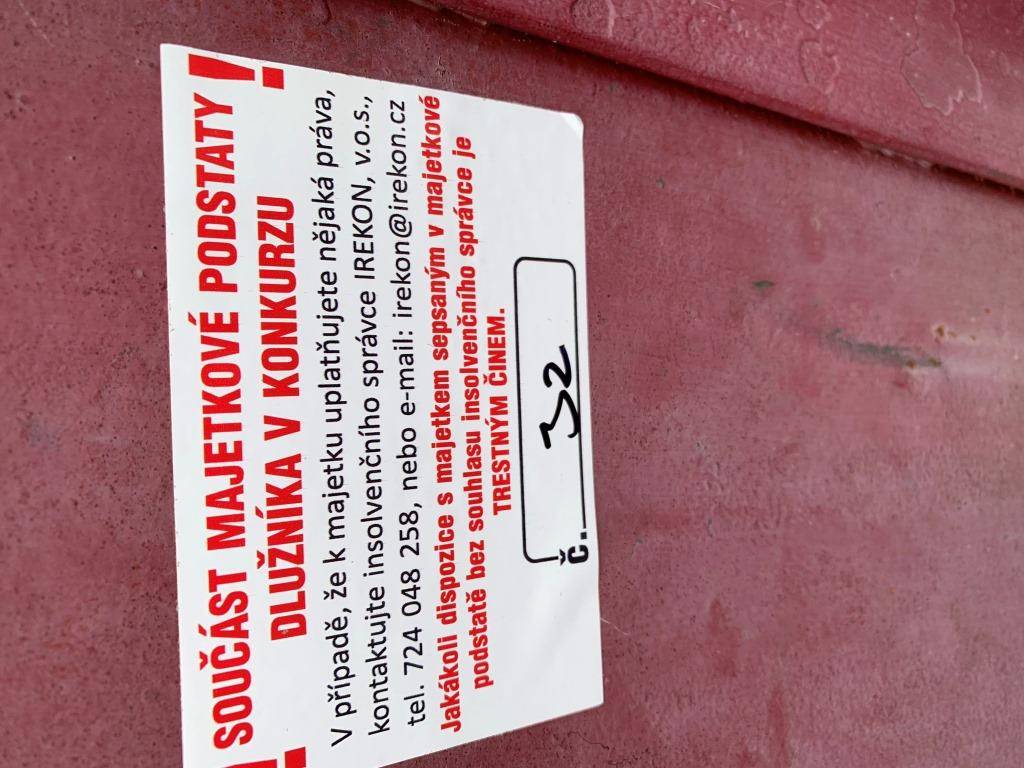 ! SOUČÁST MAJETKOVÉ PODSTATY !
DLUŽNÍKA V KONKURZU
V případě, že k majetku uplatňujete nějaká práva,
kontaktujte insolvenčního správce IREKON, v.o.s.,
tel. 724 048 258, nebo e-mail: irekon@irekon.cz
Jakákoli dispozice s majetkem sepsaným v majetkové
podstatě bez souhlasu insolvenčního správce je
TRESTNÝM ČINEM.
č. 32